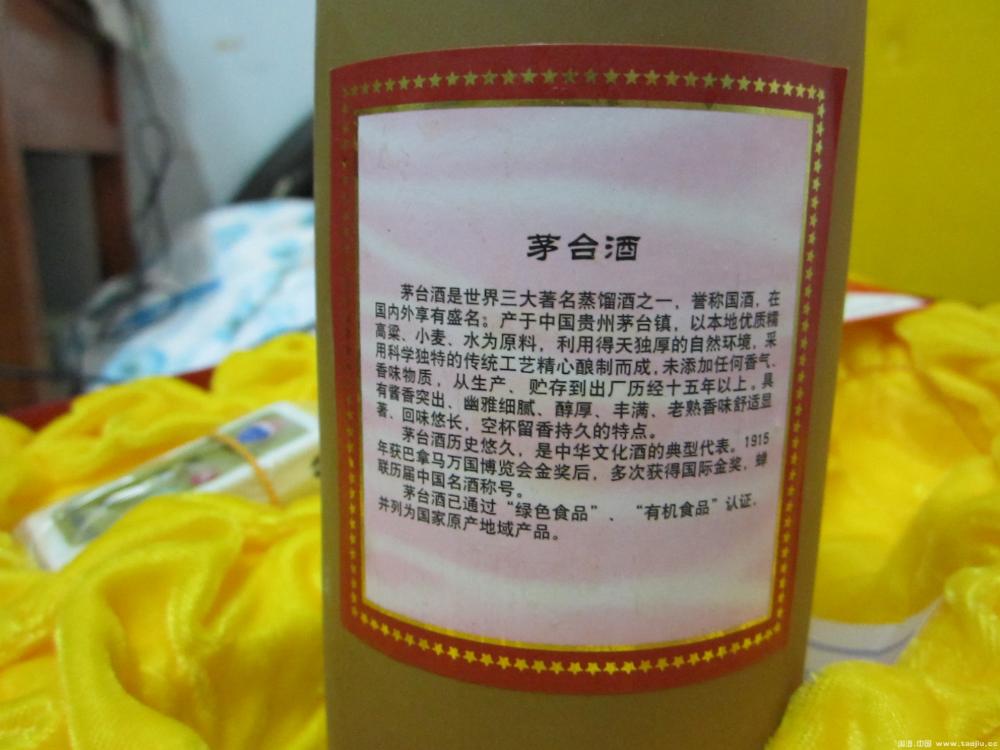 茅台酒
茅台酒是世界三大著名蒸馏酒之一，誉称国酒，在
国内外享有盛名。产于中国贵州茅台镇，以本地优质糯
高粱、小麦、水为原料，利用得天独厚的自然环境，采
用科学独特的传统工艺精心酿制而成，未添加任何香气、
香味物质，从生产、贮存到出厂历经十五年以上。具
有酱香突出、幽雅细腻、醇厚、丰满、老熟香味舒适显
著、回味悠长，空杯留香持久的特点。
茅台酒历史悠久，是中华文化酒的典型代表。1915
年获巴拿马万国博览会金奖后，多次获得国际金奖，蝉
联历届中国名酒称号。
茅台酒已通过“绿色食品”、“有机食品”认证，
并列为国家原产地域产品。
国酒.中国 www.taojiu.cc